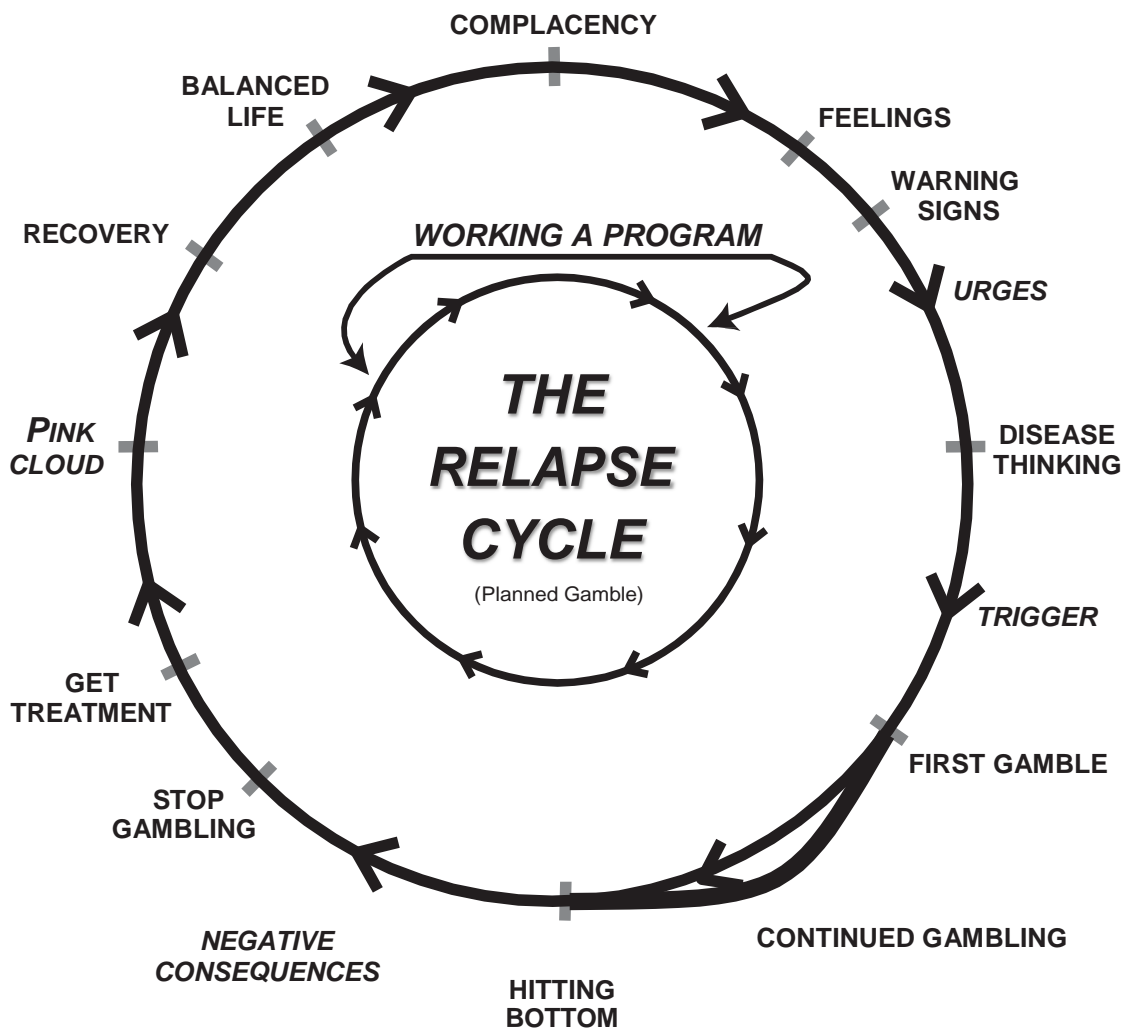 COMPLACENCY
FEELINGS
WARNING
SIGNS
URGES
DISEASE
THINKING
TRIGGER
FIRST GAMBLE
CONTINUED GAMBLING
HITTING
BOTTOM
NEGATIVE
CONSEQUENCES
STOP
GAMBLING
GET
TREATMENT
PINK
CLOUD
RECOVERY
BALANCED
LIFE
WORKING A PROGRAM
THE
RELAPSE
CYCLE
(Planned Gamble)